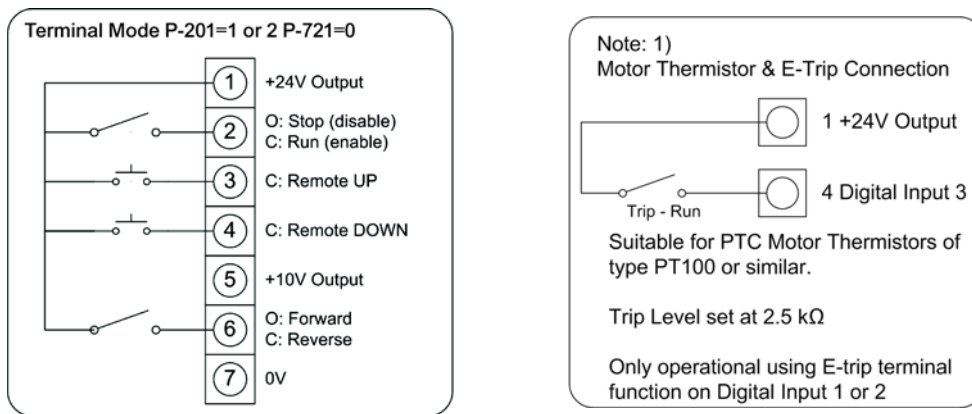 Terminal Mode P-201=1 or 2 P-721=0
1
+24V Output
2
O: Stop (disable)
C: Run (enable)
3
C: Remote UP
4
C: Remote DOWN
5
+10V Output
6
O: Forward
C: Reverse
7
0V
Note: 1)
Motor Thermistor & E-Trip Connection
1 +24V Output
4 Digital Input 3
Trip - Run
Suitable for PTC Motor Thermistors of
type PT100 or similar.
Trip Level set at 2.5 kΩ
Only operational using E-trip terminal
function on Digital Input 1 or 2